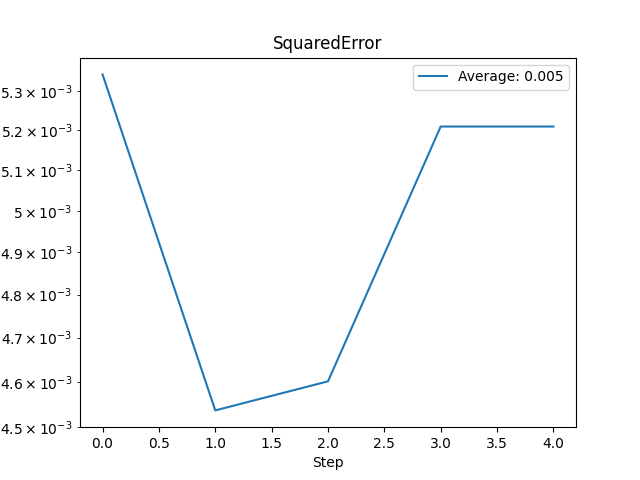 SquaredError
Average: 0.005
5.3 × 10⁻³
5.2 × 10⁻³
5.1 × 10⁻³
5 × 10⁻³
4.9 × 10⁻³
4.8 × 10⁻³
4.7 × 10⁻³
4.6 × 10⁻³
4.5 × 10⁻³
0.0 0.5 1.0 1.5 2.0 2.5 3.0 3.5 4.0
Step